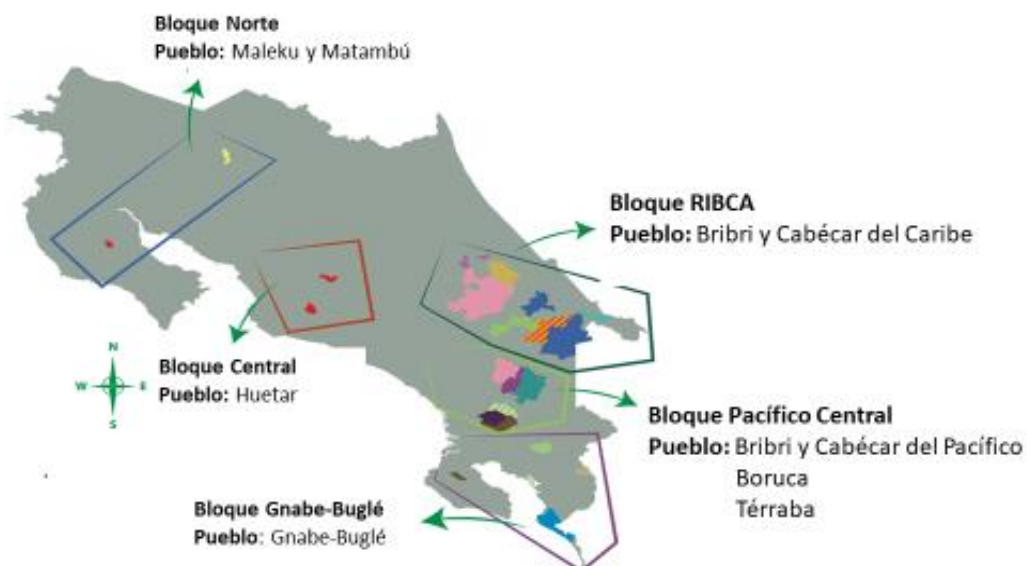 Bloque Norte
Pueblo: Maleku y Matambú
Bloque RIBCA
Pueblo: Bribri y Cabécar del Caribe
N
W E
S
Bloque Central
Pueblo: Huetar
Bloque Pacífico Central
Pueblo: Bribri y Cabécar del Pacífico
Boruca
Térraba
Bloque Gnabe-Buglé
Pueblo: Gnabe-Buglé